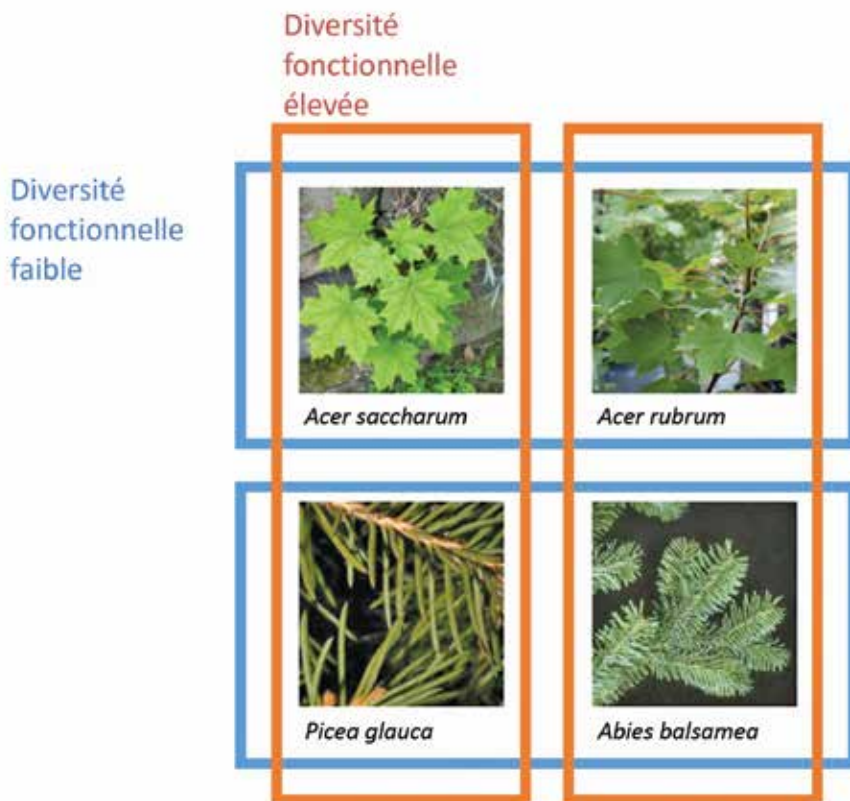 Diversité
fonctionnelle
élevée
Diversité
fonctionnelle
faible
Acer saccharum
Acer rubrum
Picea glauca
Abies balsamea